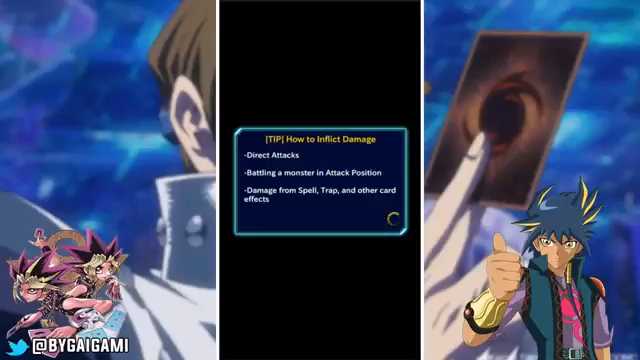 [TIP] How to Inflict Damage
-Direct Attacks
-Battling a monster in Attack Position
-Damage from Spell, Trap, and other card
effects
@BYGAIGAMI